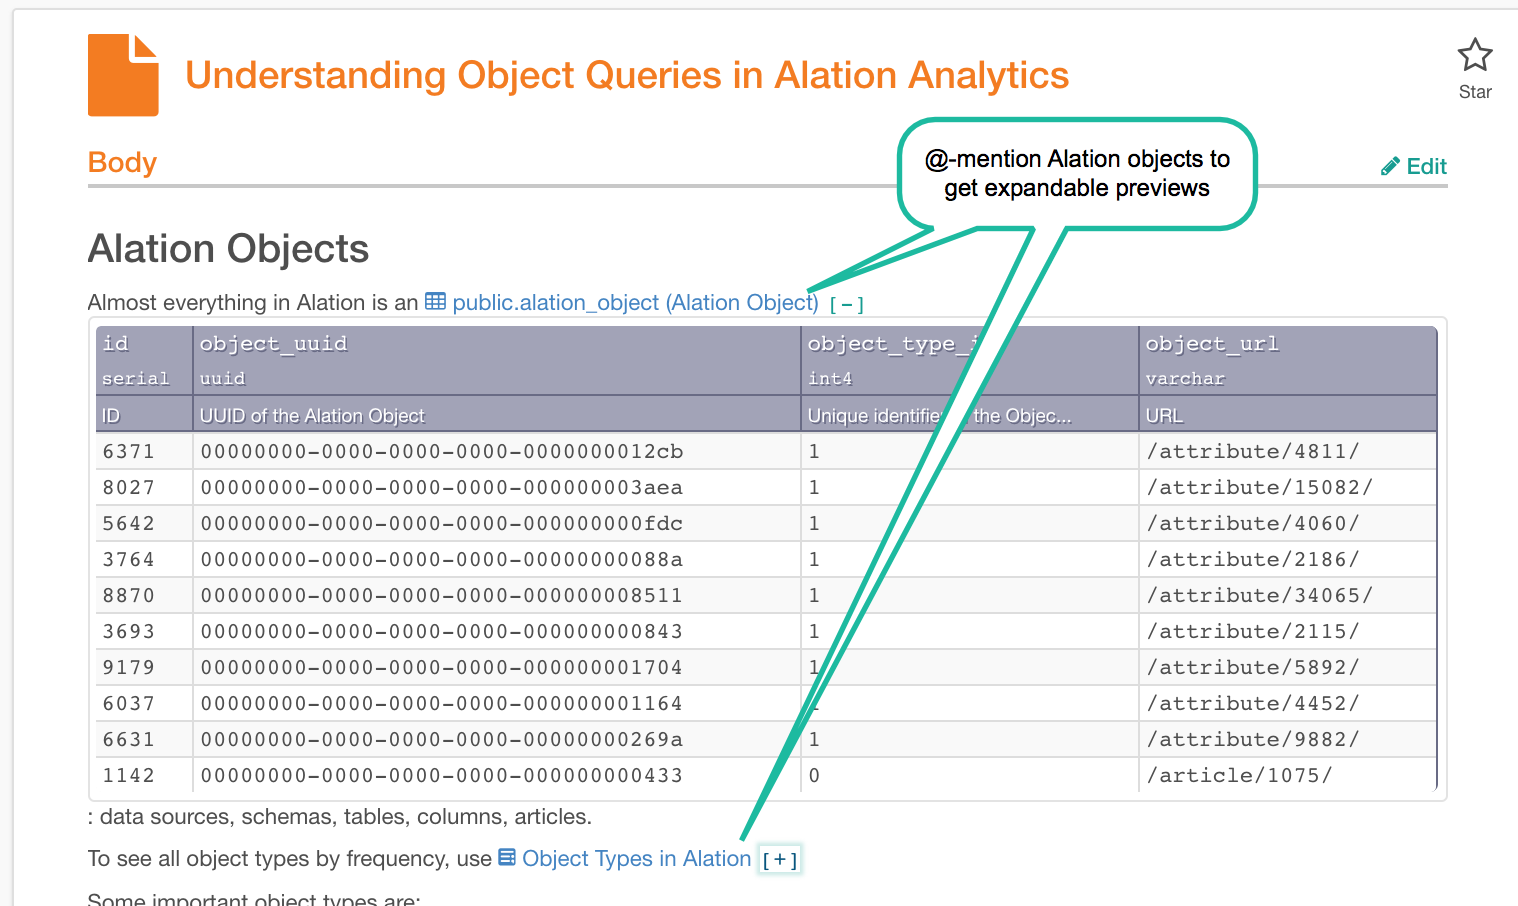 Understanding Object Queries in Alation Analytics
Star
@-mention Alation objects to
get expandable previews
Body
Edit
Alation Objects
Almost everything in Alation is an public.alation_object (Alation Object) [–]
id object_uuid object_type_i object_url
serial uuid int4 varchar
ID UUID of the Alation Object Unique identifie the Objec... URL
6371 00000000-0000-0000-0000-0000000012cb 1 /attribute/4811/
8027 00000000-0000-0000-0000-000000003aea 1 /attribute/15082/
5642 00000000-0000-0000-0000-000000000fdc 1 /attribute/4060/
3764 00000000-0000-0000-0000-00000000088a 1 /attribute/2186/
8870 00000000-0000-0000-0000-000000008511 1 /attribute/34065/
3693 00000000-0000-0000-0000-000000000843 1 /attribute/2115/
9179 00000000-0000-0000-0000-000000001704 1 /attribute/5892/
6037 00000000-0000-0000-0000-000000001164 /attribute/4452/
6631 00000000-0000-0000-0000-00000000269a 1 /attribute/9882/
1142 00000000-0000-0000-0000-000000000433 0 /article/1075/
: data sources, schemas, tables, columns, articles.
To see all object types by frequency, use Object Types in Alation [+]
Some important object types are: